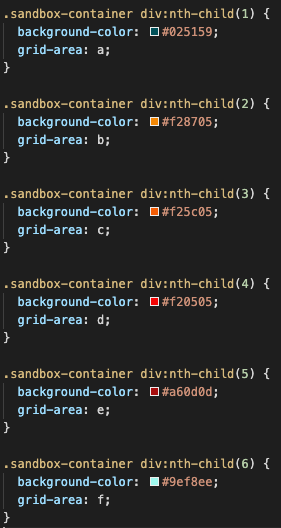 .sandbox-container div:nth-child(1) {
  background-color: #025159;
  grid-area: a;
}
.sandbox-container div:nth-child(2) {
  background-color: #f28705;
  grid-area: b;
}
.sandbox-container div:nth-child(3) {
  background-color: #f25c05;
  grid-area: c;
}
.sandbox-container div:nth-child(4) {
  background-color: #f20505;
  grid-area: d;
}
.sandbox-container div:nth-child(5) {
  background-color: #a60d0d;
  grid-area: e;
}
.sandbox-container div:nth-child(6) {
  background-color: #9ef8ee;
  grid-area: f;
}